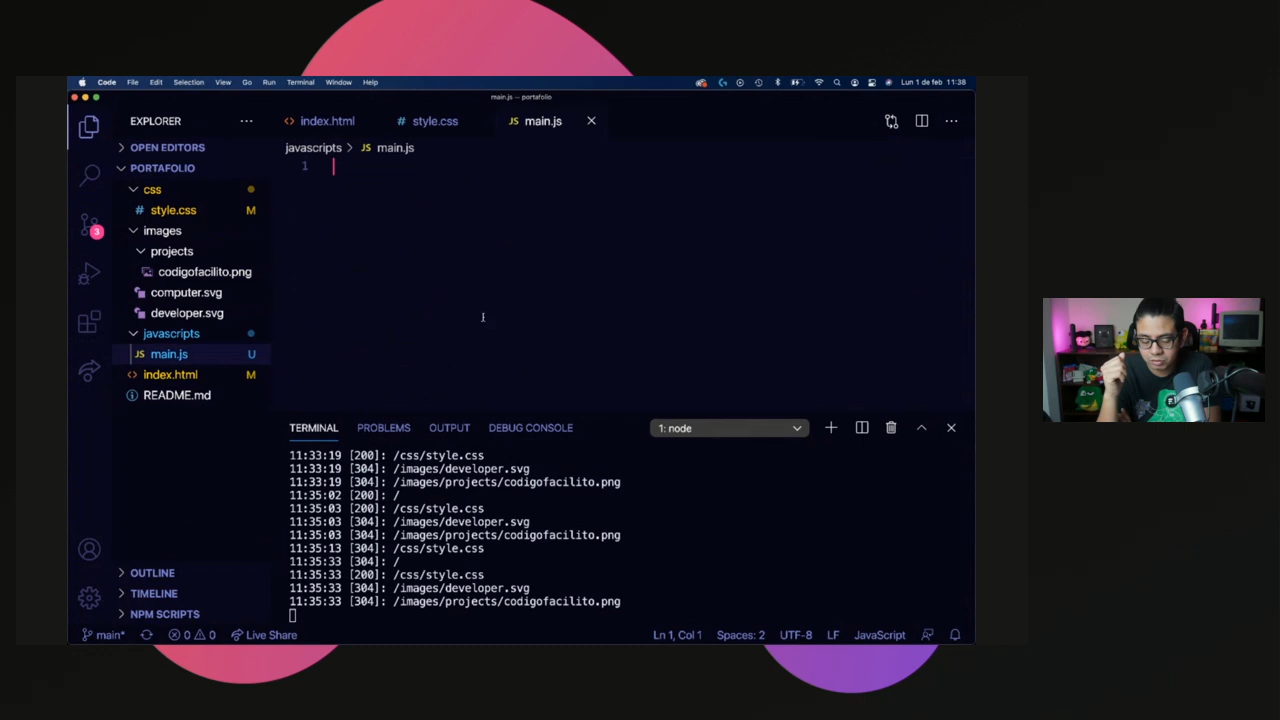 Code File Edit Selection View Go Run Terminal Window Help Lun 1 de feb 11:38
main.js — portafolio
EXPLORER
index.html
# style.css
JS main.js
OPEN EDITORS
PORTAFOLIO
css
# style.css M
images
projects
codigofacilito.png
computer.svg
developer.svg
javascripts
JS main.js U
index.html M
README.md
OUTLINE
TIMELINE
NPM SCRIPTS
3
javascripts > JS main.js
1
TERMINAL PROBLEMS OUTPUT DEBUG CONSOLE 1: node
11:33:19 [200]: /css/style.css
11:33:19 [304]: /images/developer.svg
11:33:19 [304]: /images/projects/codigofacilito.png
11:35:02 [200]: /
11:35:03 [200]: /css/style.css
11:35:03 [304]: /images/developer.svg
11:35:03 [304]: /images/projects/codigofacilito.png
11:35:13 [304]: /css/style.css
11:35:33 [304]: /
11:35:33 [200]: /css/style.css
11:35:33 [304]: /images/developer.svg
11:35:33 [304]: /images/projects/codigofacilito.png
main* 0 0 Live Share Ln 1, Col 1 Spaces: 2 UTF-8 LF JavaScript